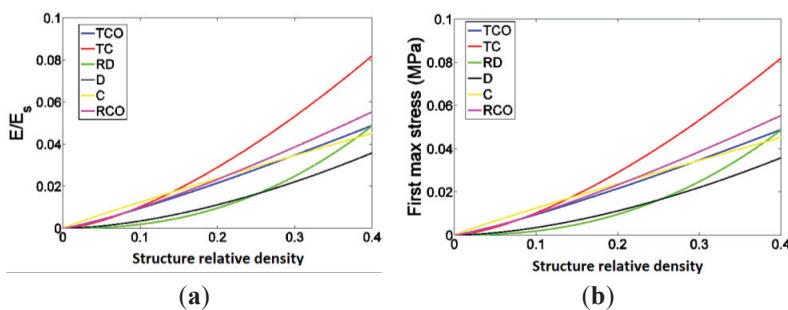 0.1
0.08
0.06
0.04
0.02
0
E/Es
TCO
TC
RD
D
C
RCO
0 0.1 0.2 0.3 0.4
Structure relative density
(a)
0.1
0.08
0.06
0.04
0.02
0
First max stress (MPa)
TCO
TC
RD
D
C
RCO
0 0.1 0.2 0.3 0.4
Structure relative density
(b)